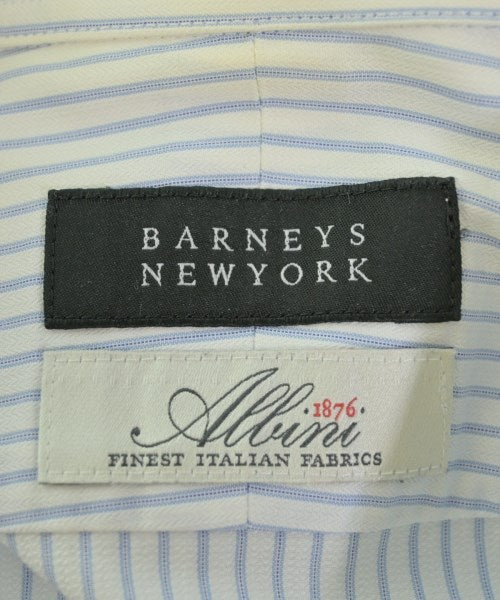 BARNEYS
NEWYORK
1876
Albini
FINEST ITALIAN FABRICS